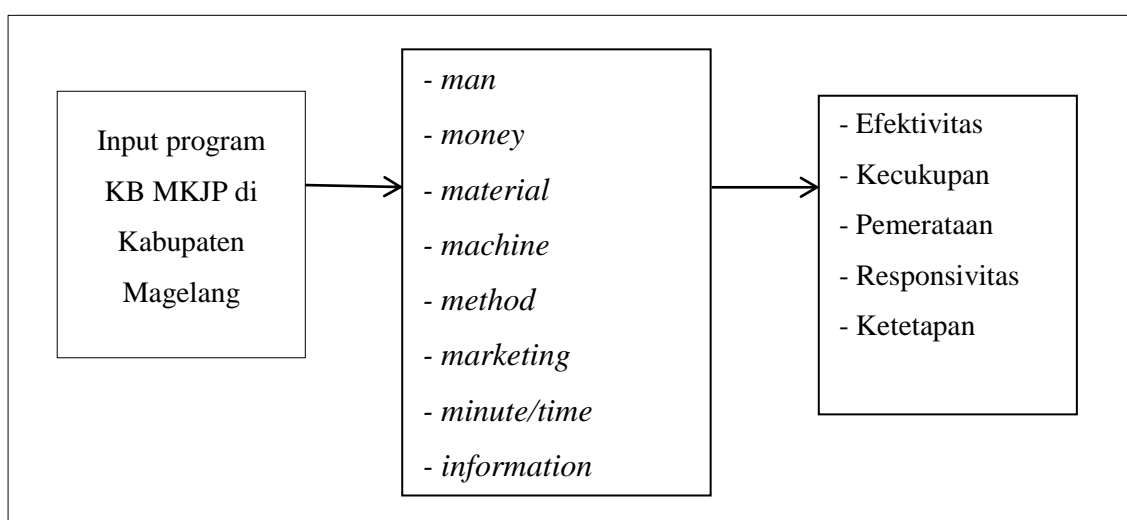 Input program
KB MKJP di
Kabupaten
Magelang
- man
- money
- material
- machine
- method
- marketing
- minute/time
- information
- Efektivitas
- Kecukupan
- Pemerataan
- Responsivitas
- Ketetapan